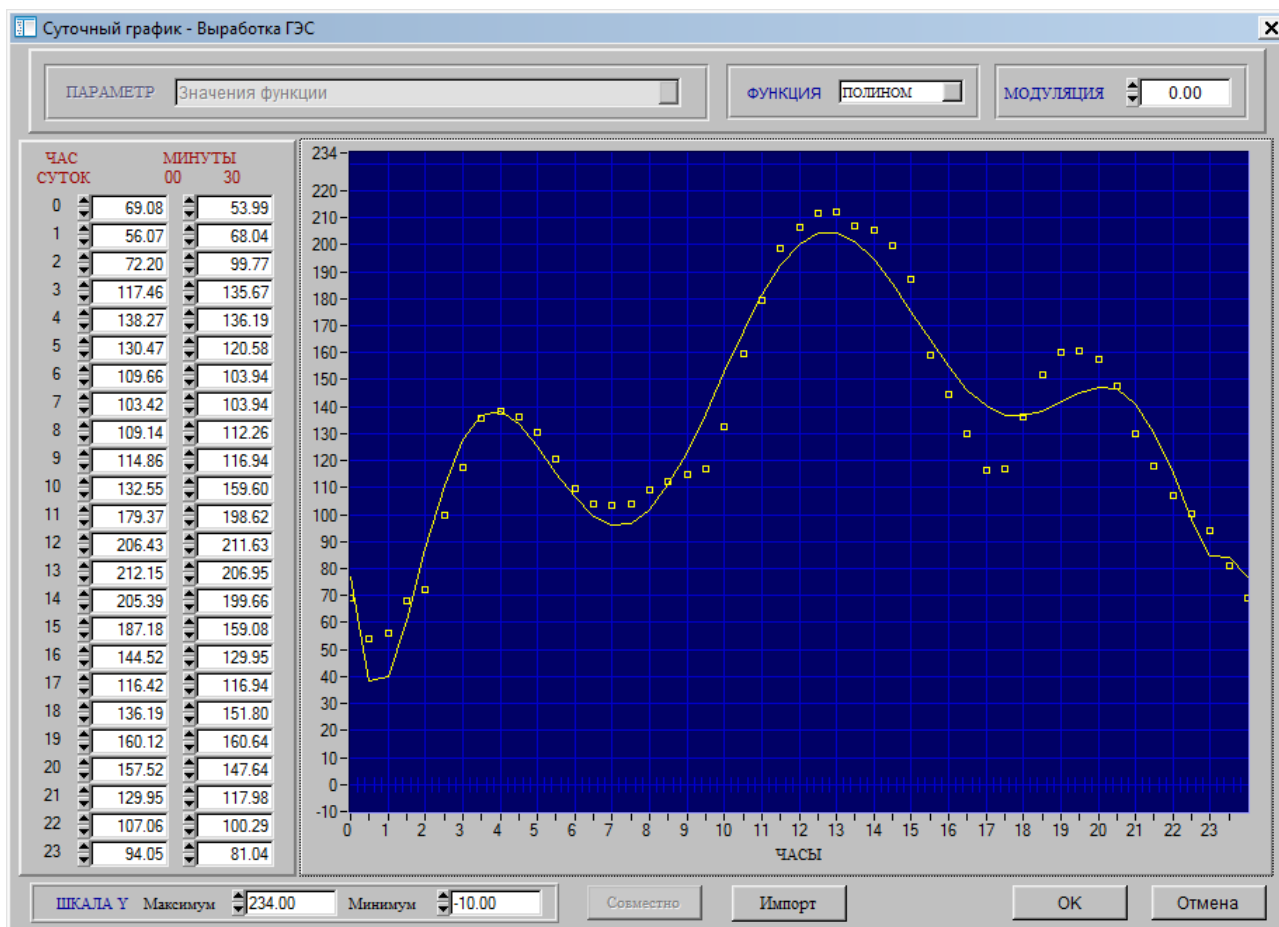 Суточный график - Выработка ГЭС
ПАРАМЕТР Значения функции ФУНКЦИЯ ПОЛИНОМ МОДУЛЯЦИЯ 0.00
ЧАС МИНУТЫ
СУТОК 00 30
0 69.08 53.99
1 56.07 68.04
2 72.20 99.77
3 117.46 135.67
4 138.27 136.19
5 130.47 120.58
6 109.66 103.94
7 103.42 103.94
8 109.14 112.26
9 114.86 116.94
10 132.55 159.60
11 179.37 198.62
12 206.43 211.63
13 212.15 206.95
14 205.39 199.66
15 187.18 159.08
16 144.52 129.95
17 116.42 116.94
18 136.19 151.80
19 160.12 160.64
20 157.52 147.64
21 129.95 117.98
22 107.06 100.29
23 94.05 81.04
234
220
210
200
190
180
170
160
150
140
130
120
110
100
90
80
70
60
50
40
30
20
10
0
-10
0 1 2 3 4 5 6 7 8 9 10 11 12 13 14 15 16 17 18 19 20 21 22 23
ЧАСЫ
ШКАЛА Y Максимум 234.00 Минимум -10.00 Совместно Импорт OK Отмена